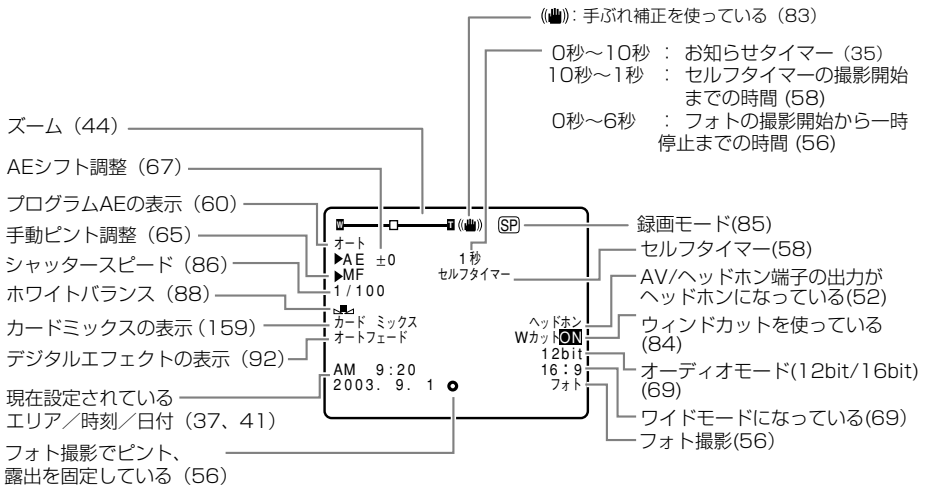 ((🖐)): 手ぶれ補正を使っている（83）
0秒～10秒 ： お知らせタイマー（35）
10秒～1秒 ： セルフタイマーの撮影開始
までの時間 (58)
0秒～6秒 ： フォトの撮影開始から一時
停止までの時間 (56)
ズーム（44）
AEシフト調整（67）
プログラムAEの表示（60）
手動ピント調整（65）
シャッタースピード（86）
ホワイトバランス（88）
カードミックスの表示（159）
デジタルエフェクトの表示（92）
現在設定されている
エリア／時刻／日付（37、41）
フォト撮影でピント、
露出を固定している（56）
W T SP
オート
▶AE ±0
▶MF
1/100
カード ミックス
オートフェード
AM 9:20
2003. 9. 1
1秒
セルフタイマー
ヘッドホン
WカットON
12bit
16：9
フォト
録画モード(85)
セルフタイマー(58)
AV/ヘッドホン端子の出力が
ヘッドホンになっている(52)
ウィンドカットを使っている
(84)
オーディオモード(12bit/16bit)
(69)
ワイドモードになっている(69)
フォト撮影(56)